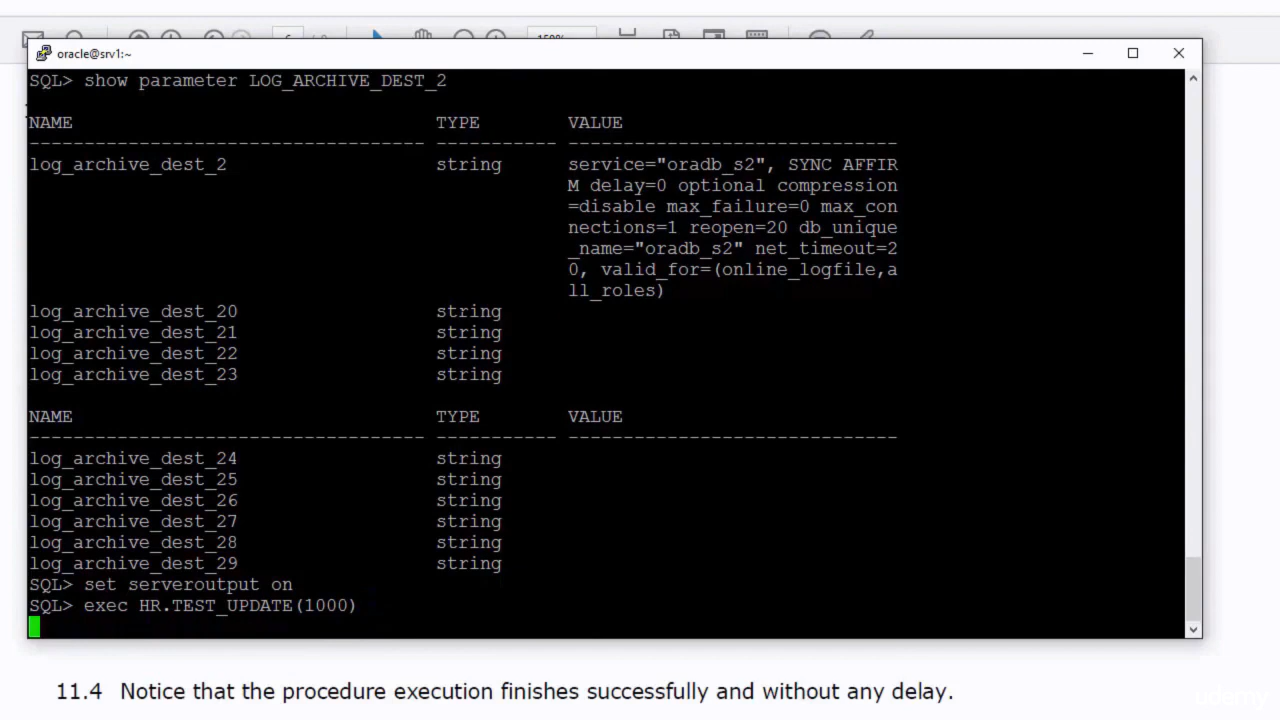 oracle@srv1:~
SQL> show parameter LOG_ARCHIVE_DEST_2
NAME TYPE VALUE
------------------------------------ ----------- ------------------------------
log_archive_dest_2 string service="oradb_s2", SYNC AFFIR
M delay=0 optional compression
=disable max_failure=0 max_con
nections=1 reopen=20 db_unique
_name="oradb_s2" net_timeout=2
0, valid_for=(online_logfile,a
ll_roles)
log_archive_dest_20 string
log_archive_dest_21 string
log_archive_dest_22 string
log_archive_dest_23 string
NAME TYPE VALUE
------------------------------------ ----------- ------------------------------
log_archive_dest_24 string
log_archive_dest_25 string
log_archive_dest_26 string
log_archive_dest_27 string
log_archive_dest_28 string
log_archive_dest_29 string
SQL> set serveroutput on
SQL> exec HR.TEST_UPDATE(1000)
11.4 Notice that the procedure execution finishes successfully and without any delay.
udemy